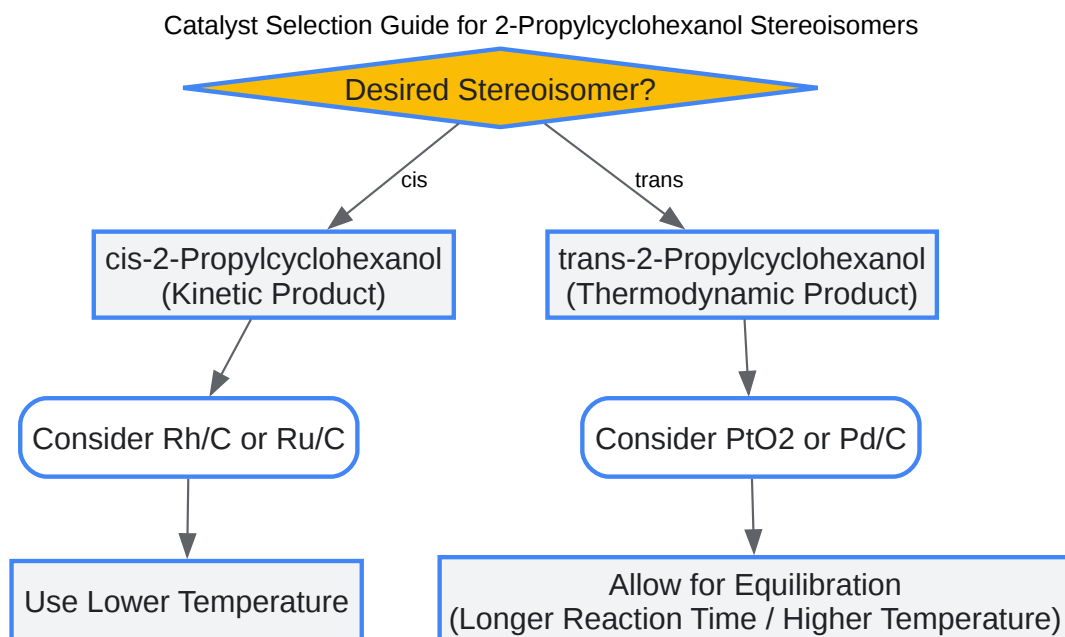 Catalyst Selection Guide for 2-Propylcyclohexanol Stereoisomers
Desired Stereoisomer?
cis
trans
cis-2-Propylcyclohexanol
(Kinetic Product)
trans-2-Propylcyclohexanol
(Thermodynamic Product)
Consider Rh/C or Ru/C
Consider PtO2 or Pd/C
Use Lower Temperature
Allow for Equilibration
(Longer Reaction Time / Higher Temperature)